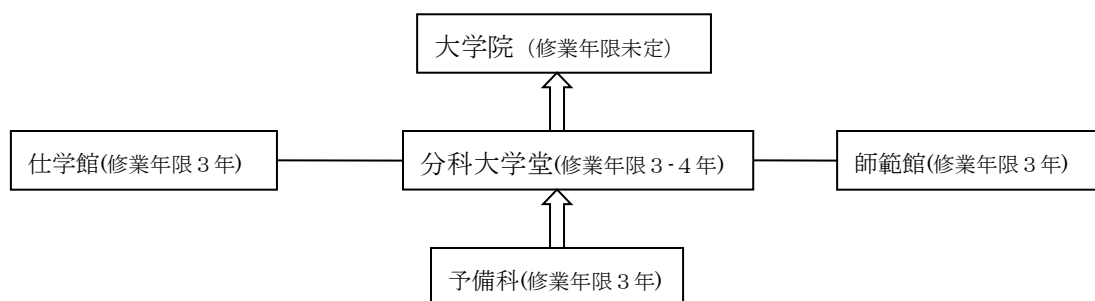 大学院（修業年限未定）
仕学館(修業年限３年)
分科大学堂(修業年限３-４年)
師範館(修業年限３年)
予備科(修業年限３年)